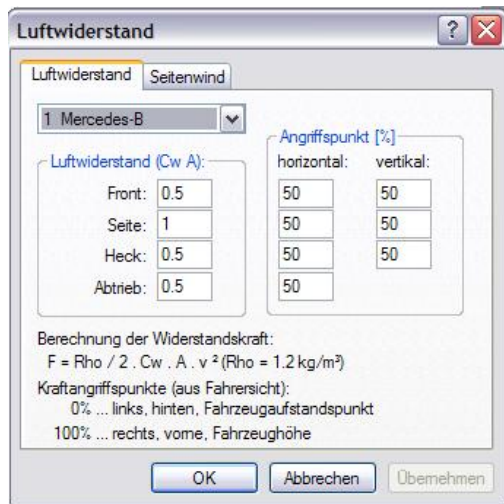 Luftwiderstand
Luftwiderstand Seitenwind
1 Mercedes-B
Angriffspunkt [%]
Luftwiderstand (Cw A): horizontal: vertikal:
Front: 0.5 50 50
Seite: 1 50 50
Heck: 0.5 50 50
Abtrieb: 0.5 50
Berechnung der Widerstandskraft:
F = Rho / 2 . Cw . A . v ² (Rho = 1.2 kg/m³)
Kraftangriffspunkte (aus Fahrersicht):
0% ... links, hinten, Fahrzeugaufstandspunkt
100% ... rechts, vorne, Fahrzeughöhe
OK Abbrechen Übernehmen